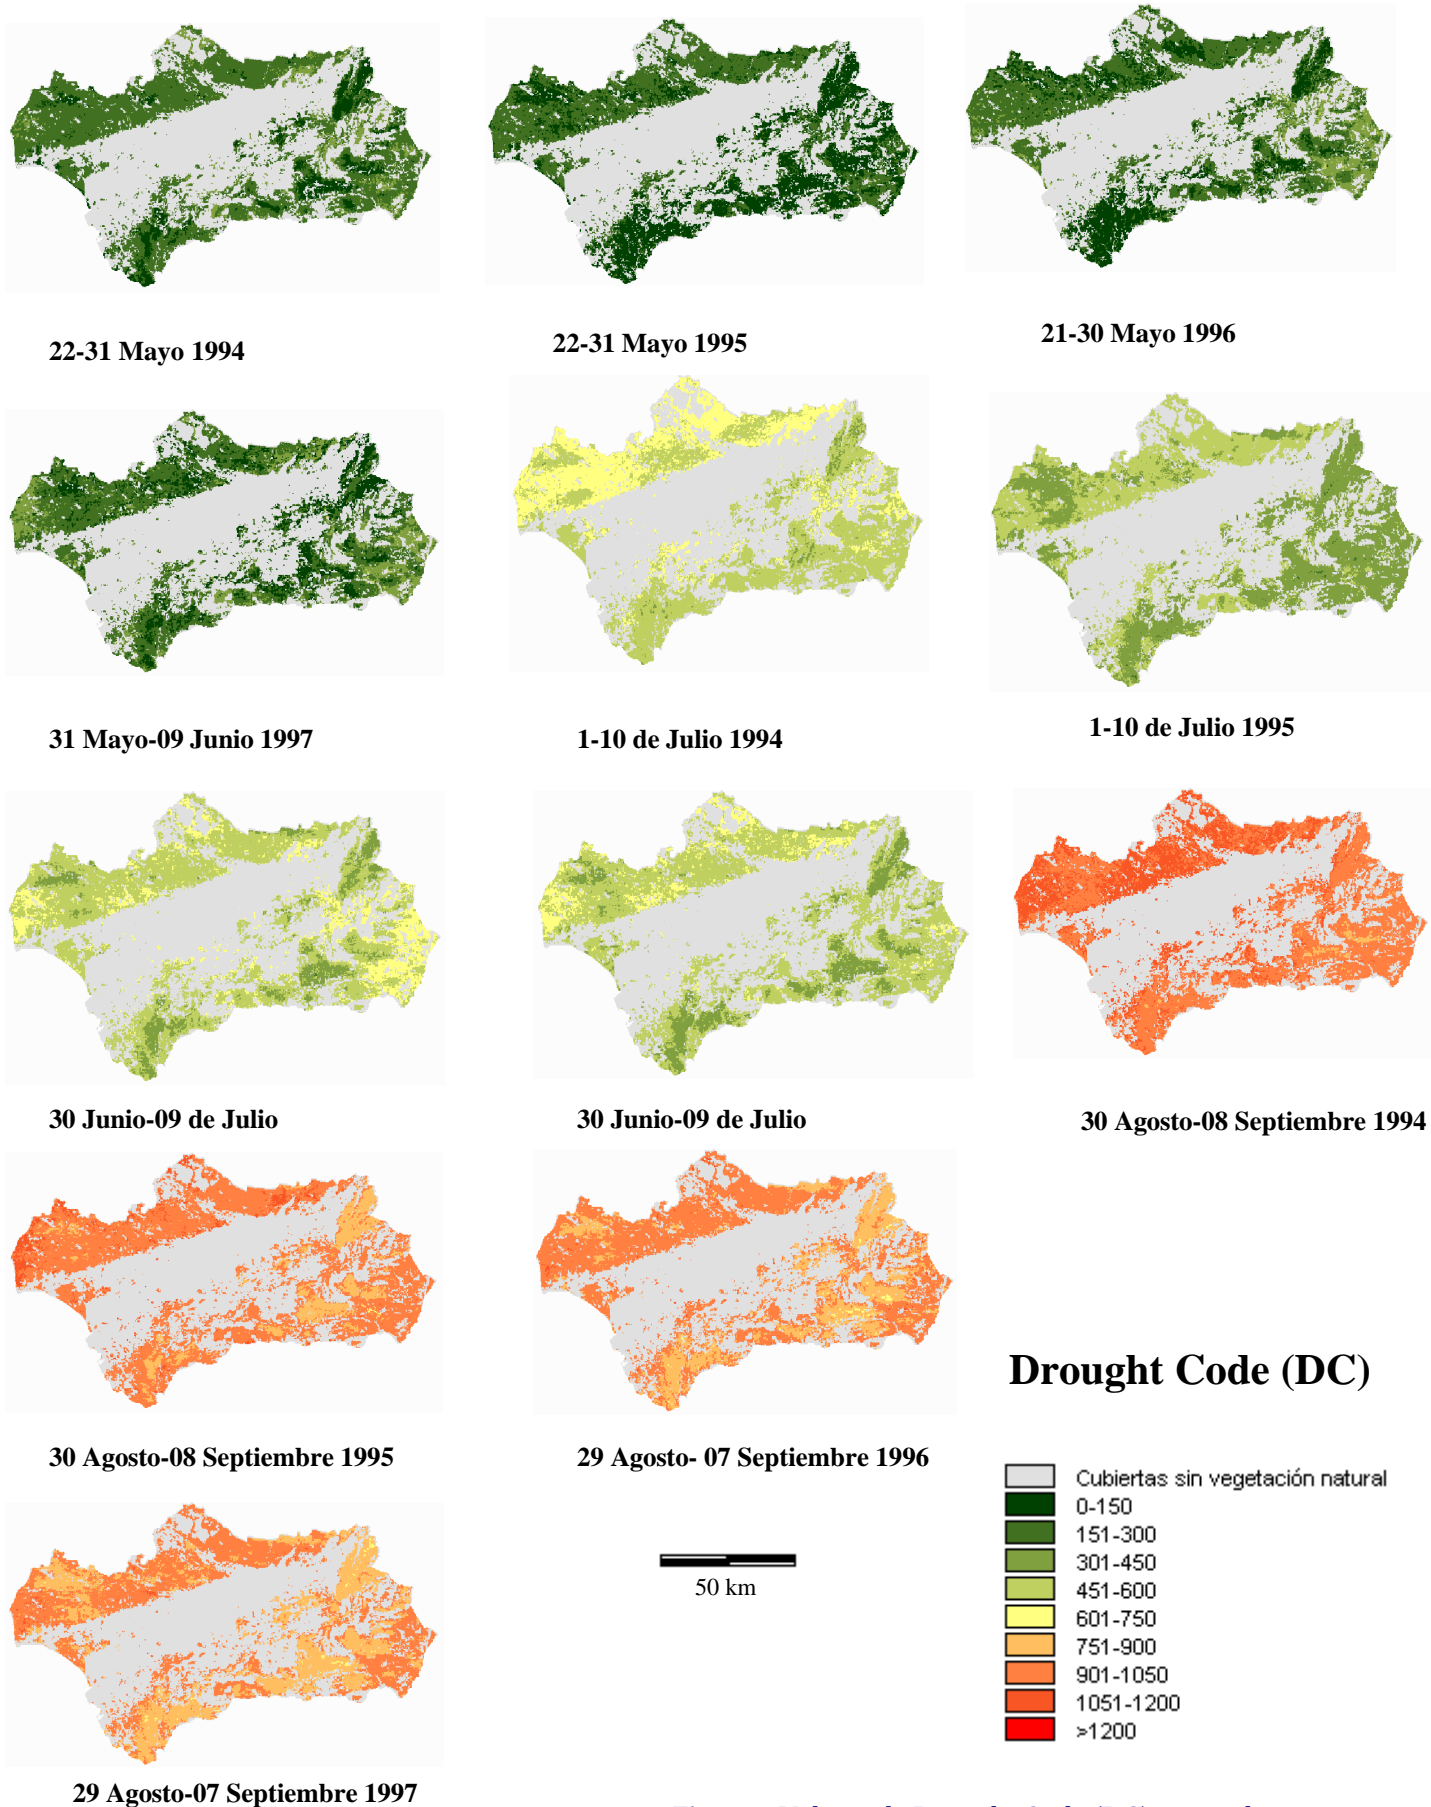 22-31 Mayo 1994
22-31 Mayo 1995
21-30 Mayo 1996
31 Mayo-09 Junio 1997
1-10 de Julio 1994
1-10 de Julio 1995
30 Junio-09 de Julio
30 Junio-09 de Julio
30 Agosto-08 Septiembre 1994
30 Agosto-08 Septiembre 1995
29 Agosto- 07 Septiembre 1996
Drought Code (DC)
Cubiertas sin vegetación natural
0-150
151-300
301-450
451-600
601-750
751-900
901-1050
1051-1200
>1200
50 km
29 Agosto-07 Septiembre 1997